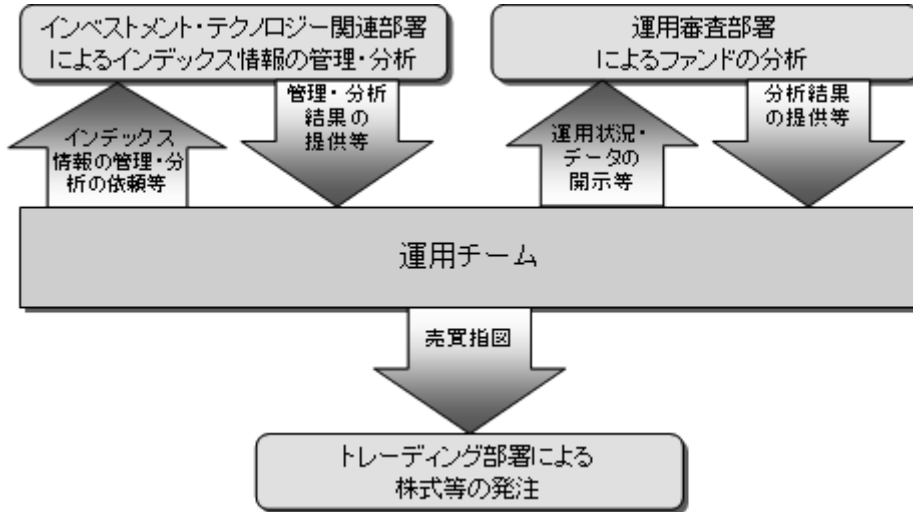 インベストメント・テクノロジー関連部署
によるインデックス情報の管理・分析
運用審査部署
によるファンドの分析
インデックス
情報の管理・分
析の依頼等
管理・分析
結果の
提供等
運用状況・
データの
開示等
分析結果
の提供等
運用チーム
売買指図
トレーディング部署による
株式等の発注